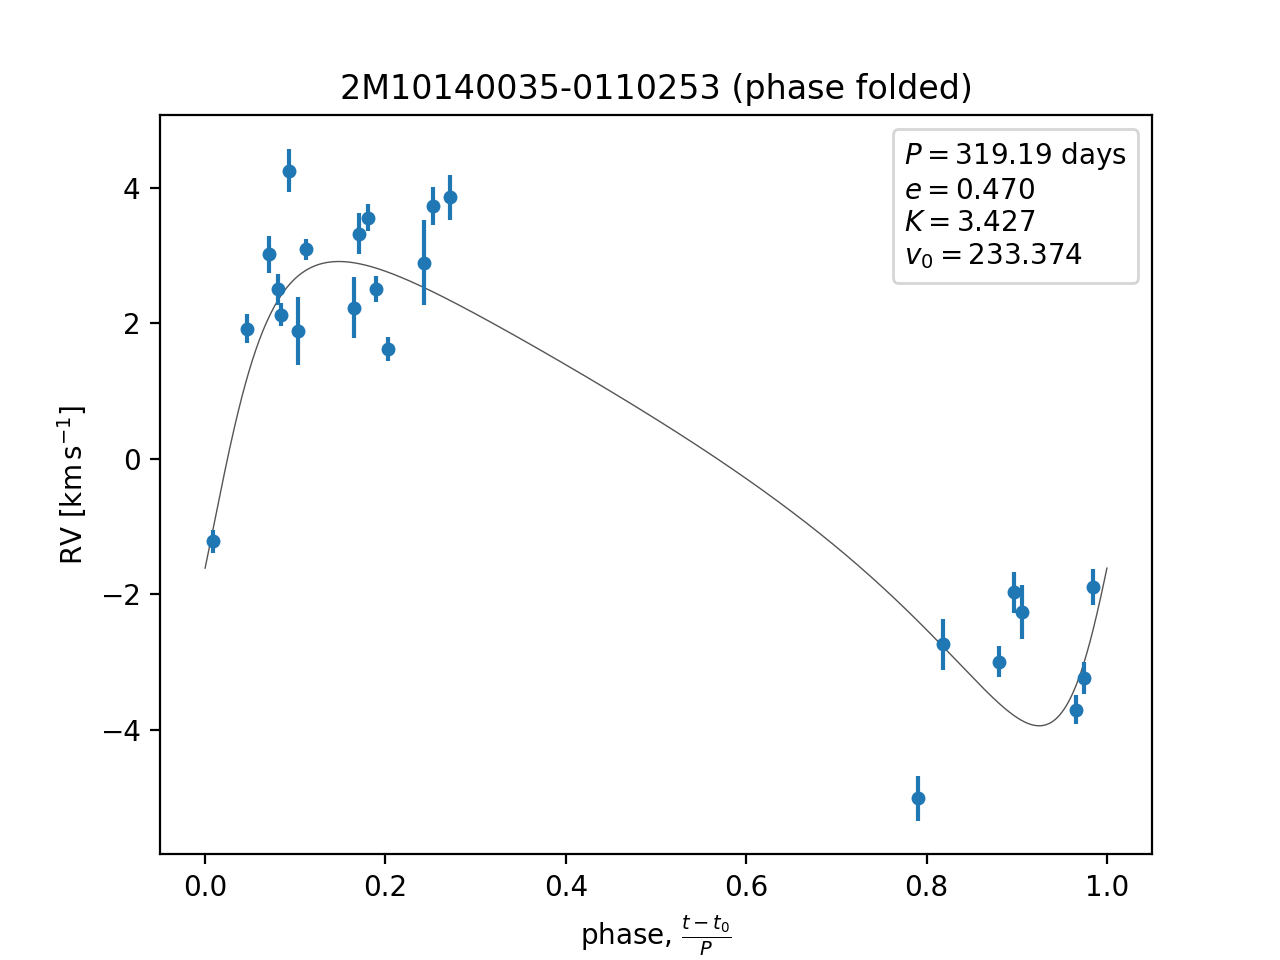 2M10140035-0110253 (phase folded)
P = 319.19 days
e = 0.470
K = 3.427
v₀ = 233.374
4
2
0
−2
−4
RV [km s⁻¹]
0.0 0.2 0.4 0.6 0.8 1.0
phase, (t − t₀)/P